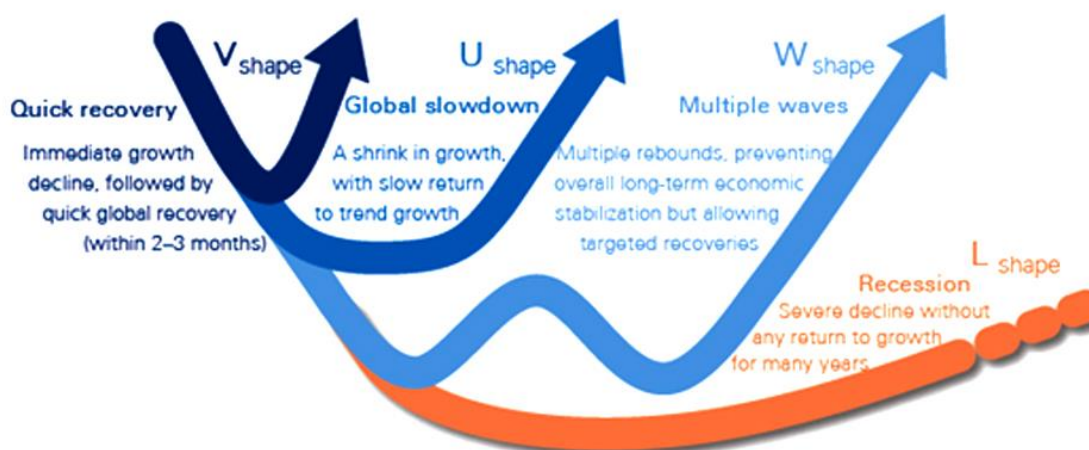 V shape
Quick recovery
Immediate growth
decline, followed by
quick global recovery
(within 2–3 months)
U shape
Global slowdown
A shrink in growth,
with slow return
to trend growth
W shape
Multiple waves
Multiple rebounds, preventing
overall long-term economic
stabilization but allowing
targeted recoveries
L shape
Recession
Severe decline without
any return to growth
for many years